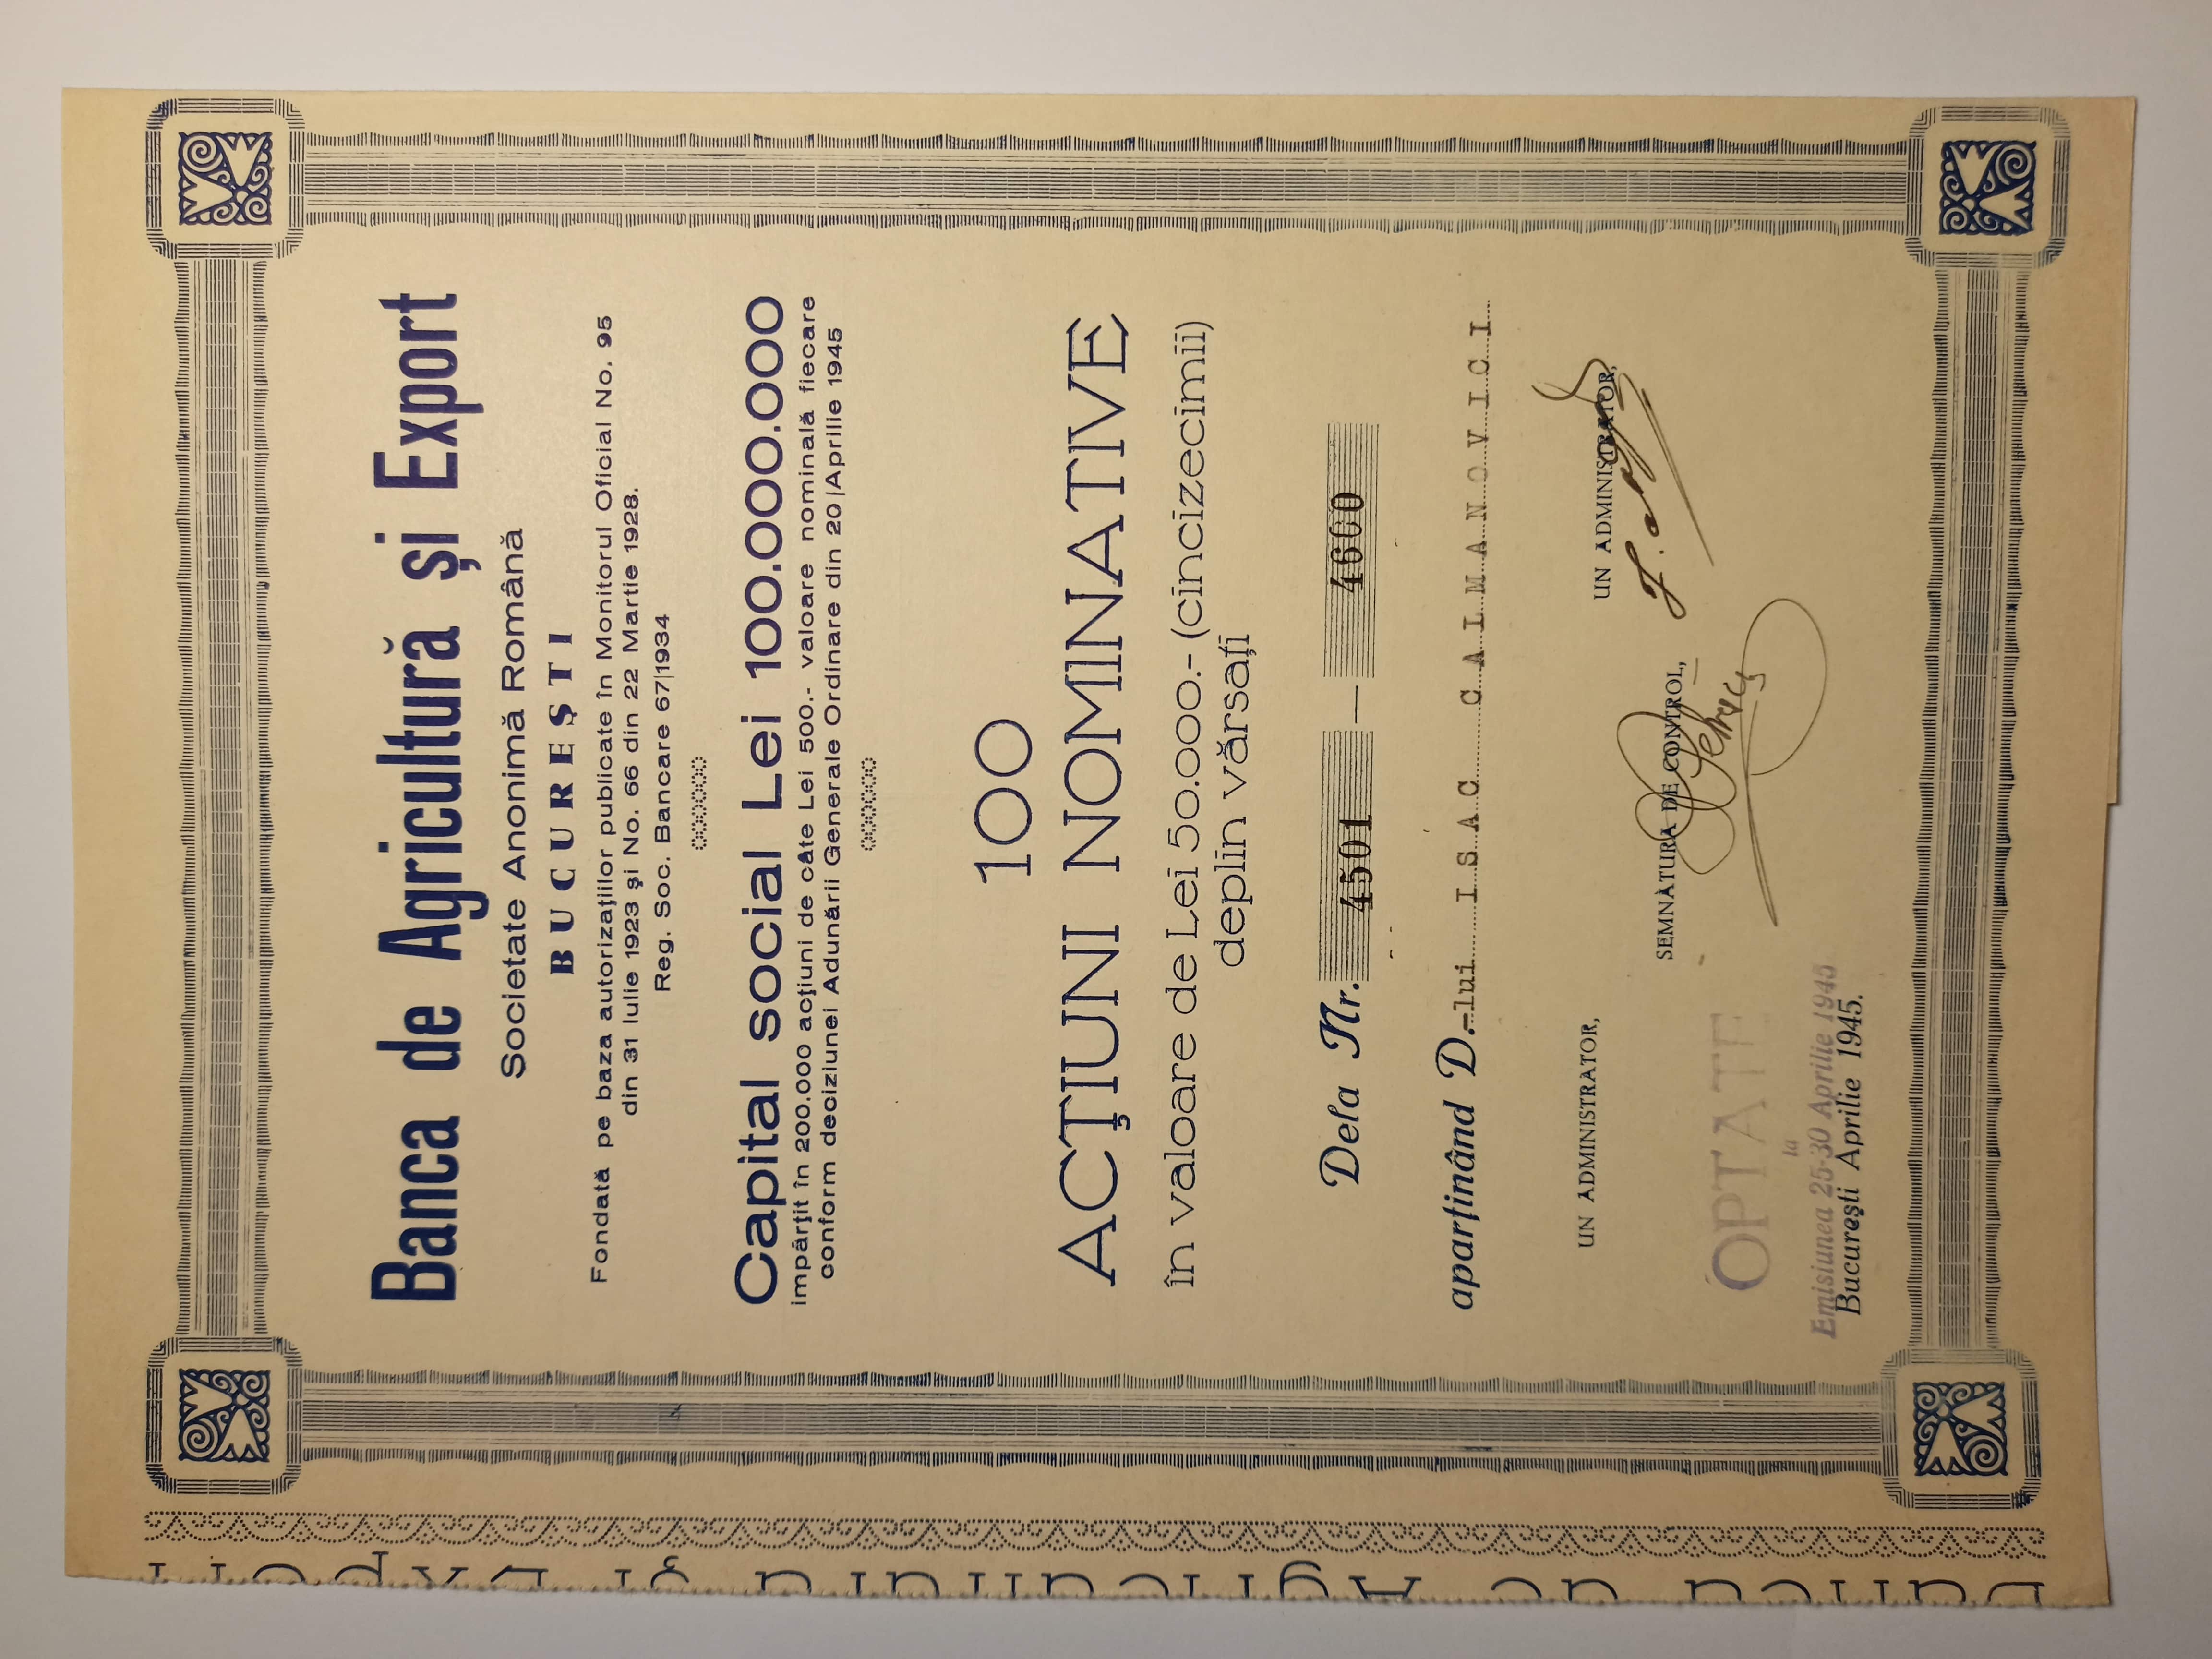 Banca de Agricultură și Export
Societate Anonimă Română
BUCUREȘTI
Fondată pe baza autorizațiilor publicate în Monitorul Oficial No. 95
din 31 Iulie 1923 și No. 66 din 22 Martie 1928.
Reg. Soc. Bancare 67|1934
Capital social Lei 100.000.000
împărțit în 200.000 acțiuni de câte Lei 500.- valoare nominală fiecare
conform deciziunei Adunării Generale Ordinare din 20|Aprilie 1945
100
ACȚIUNI NOMINATIVE
în valoare de Lei 50.000.- (cincizecimii)
deplin vărsați
Dela Nr. 4501 — 4600
aparținând D.-lui ISAC CALMANOVICI
UN ADMINISTRATOR,
SEMNĂTURA DE CONTROL,
UN ADMINISTRATOR,
OPTATE
la
Emisiunea 25-30 Aprilie 1945
București Aprilie 1945.
Banca de Agricultură și Export